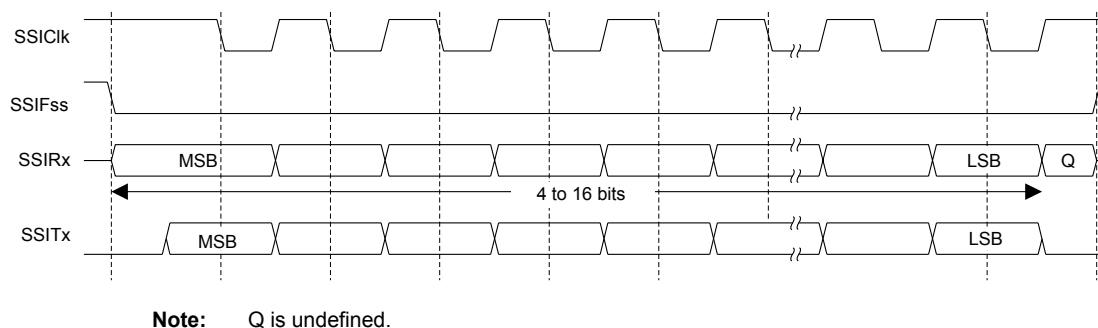 SSIClk
SSIFss
SSIRx MSB LSB Q
4 to 16 bits
SSITx MSB LSB
Note: Q is undefined.